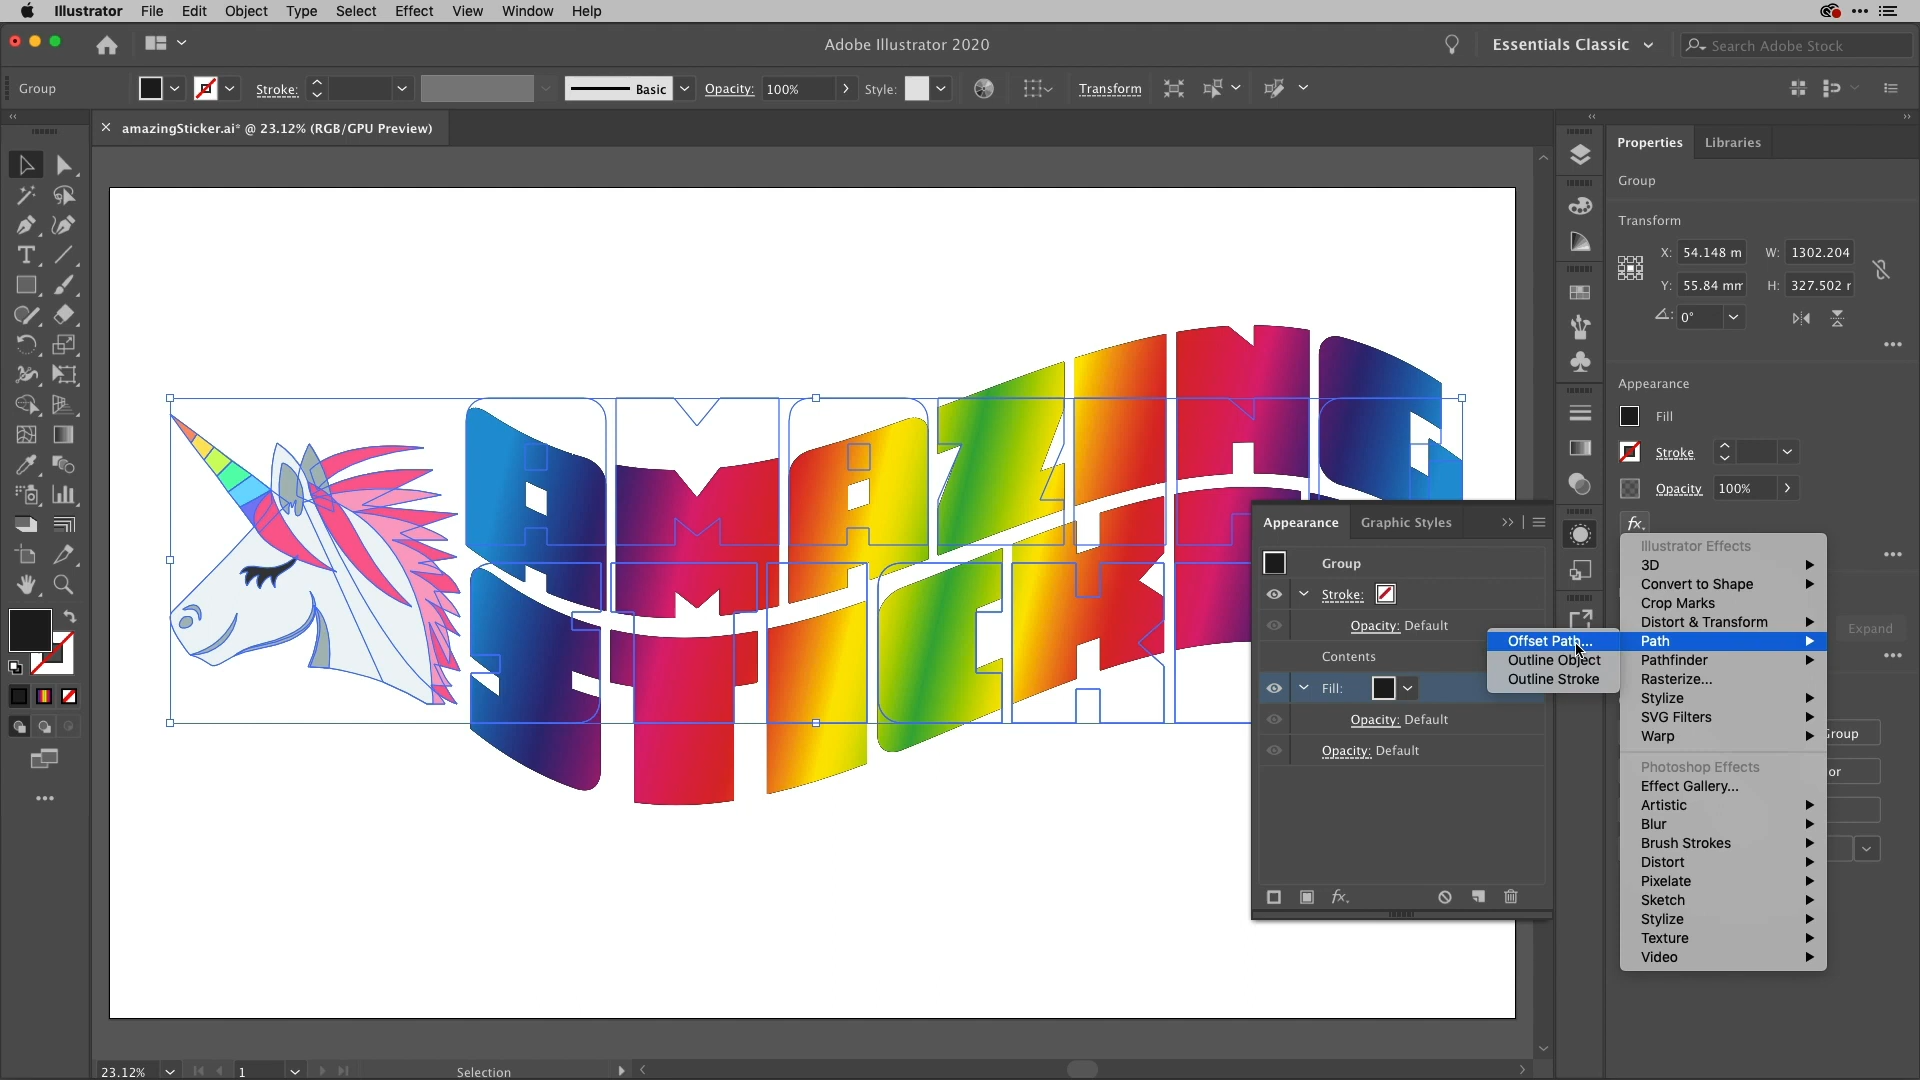 Illustrator File Edit Object Type Select Effect View Window Help
Adobe Illustrator 2020
Essentials Classic
Search Adobe Stock
Group
Stroke:
Basic
Opacity: 100%
Style:
Transform
× amazingSticker.ai* @ 23.12% (RGB/GPU Preview)
AMAZING
STICK
Properties Libraries
Group
Transform
X: 54.148 m W: 1302.204
Y: 55.84 mm H: 327.502
0°
Appearance
Fill
Stroke
Opacity 100%
fx.
Appearance Graphic Styles
Group
Stroke:
Opacity: Default
Contents
Fill:
Opacity: Default
Opacity: Default
fx.
Offset Path...
Outline Object
Outline Stroke
Illustrator Effects
3D
Convert to Shape
Crop Marks
Distort & Transform
Path
Pathfinder
Rasterize...
Stylize
SVG Filters
Warp
Photoshop Effects
Effect Gallery...
Artistic
Blur
Brush Strokes
Distort
Pixelate
Sketch
Stylize
Texture
Video
Expand
Group
or
23.12% 1 Selection